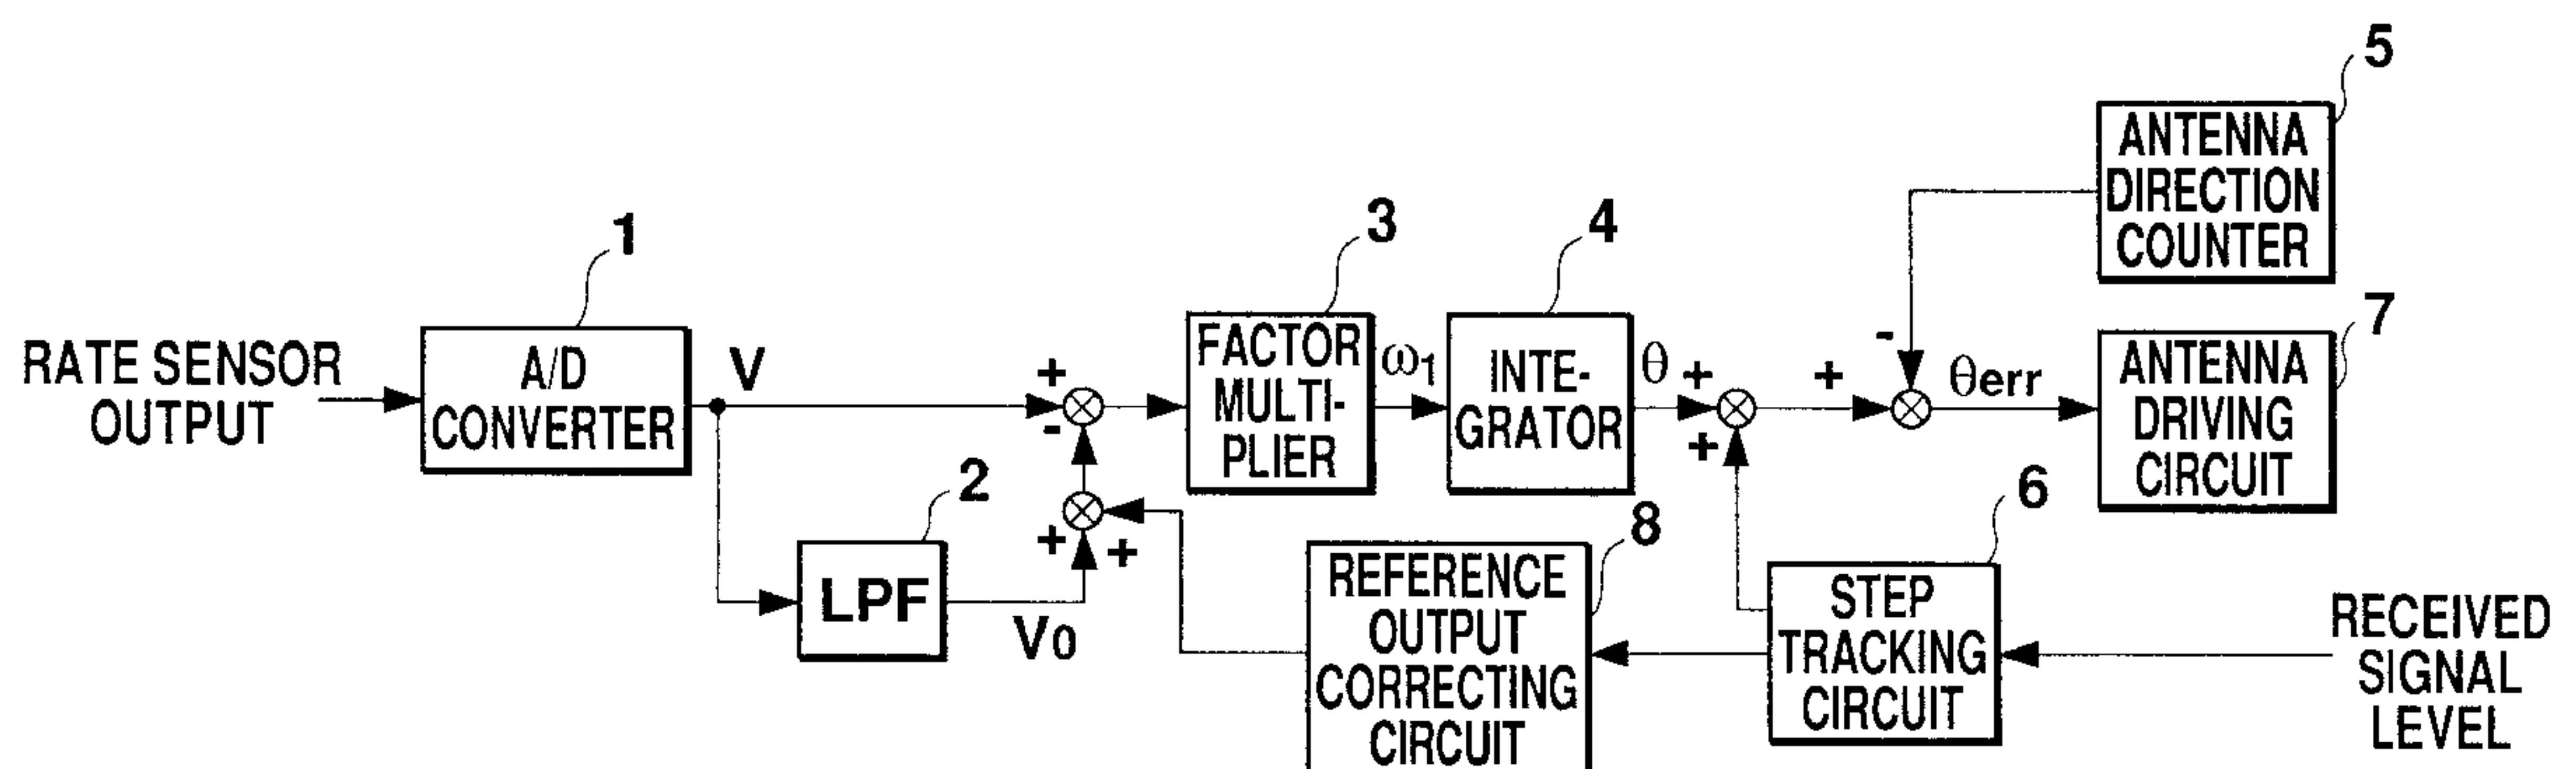 RATE SENSOR
OUTPUT
1
A/D
CONVERTER
V
2
LPF
V0
+
-
+
+
3
FACTOR
MULTI-
PLIER
ω1
4
INTE-
GRATOR
θ
+
+
+
-
θerr
5
ANTENNA
DIRECTION
COUNTER
7
ANTENNA
DRIVING
CIRCUIT
8
REFERENCE
OUTPUT
CORRECTING
CIRCUIT
6
STEP
TRACKING
CIRCUIT
RECEIVED
SIGNAL
LEVEL